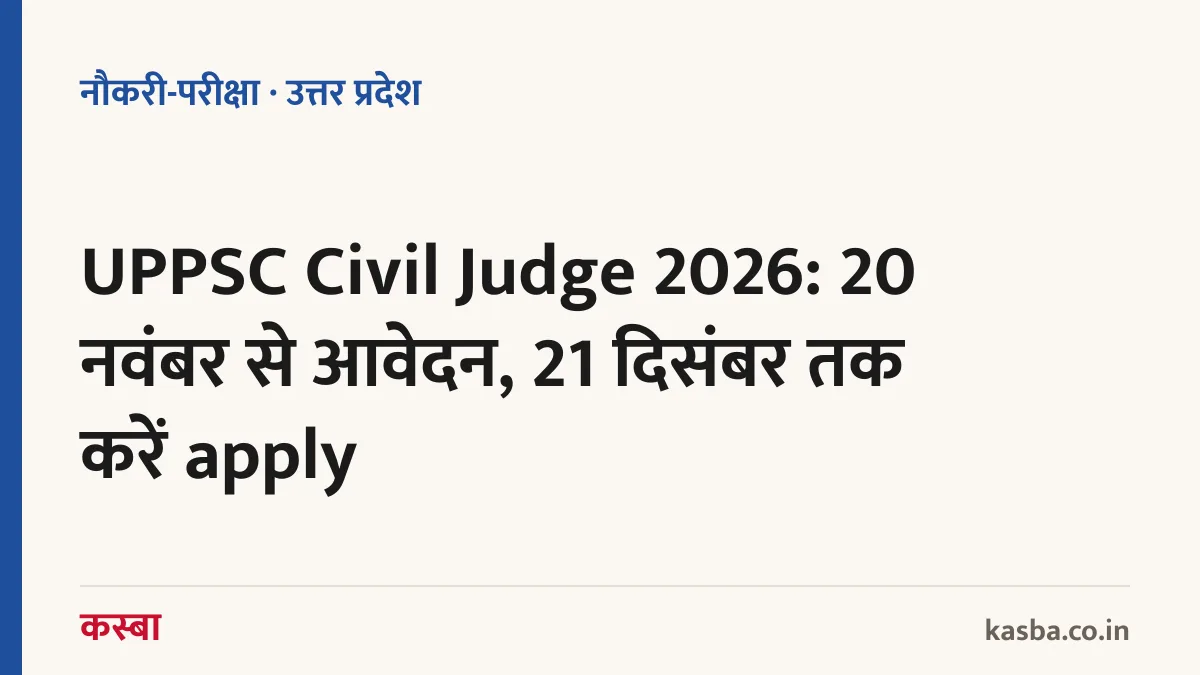 नौकरी-परीक्षा · उत्तर प्रदेश
UPPSC Civil Judge 2026: 20
नवंबर से आवेदन, 21 दिसंबर तक
करें apply
कस्बा
kasba.co.in